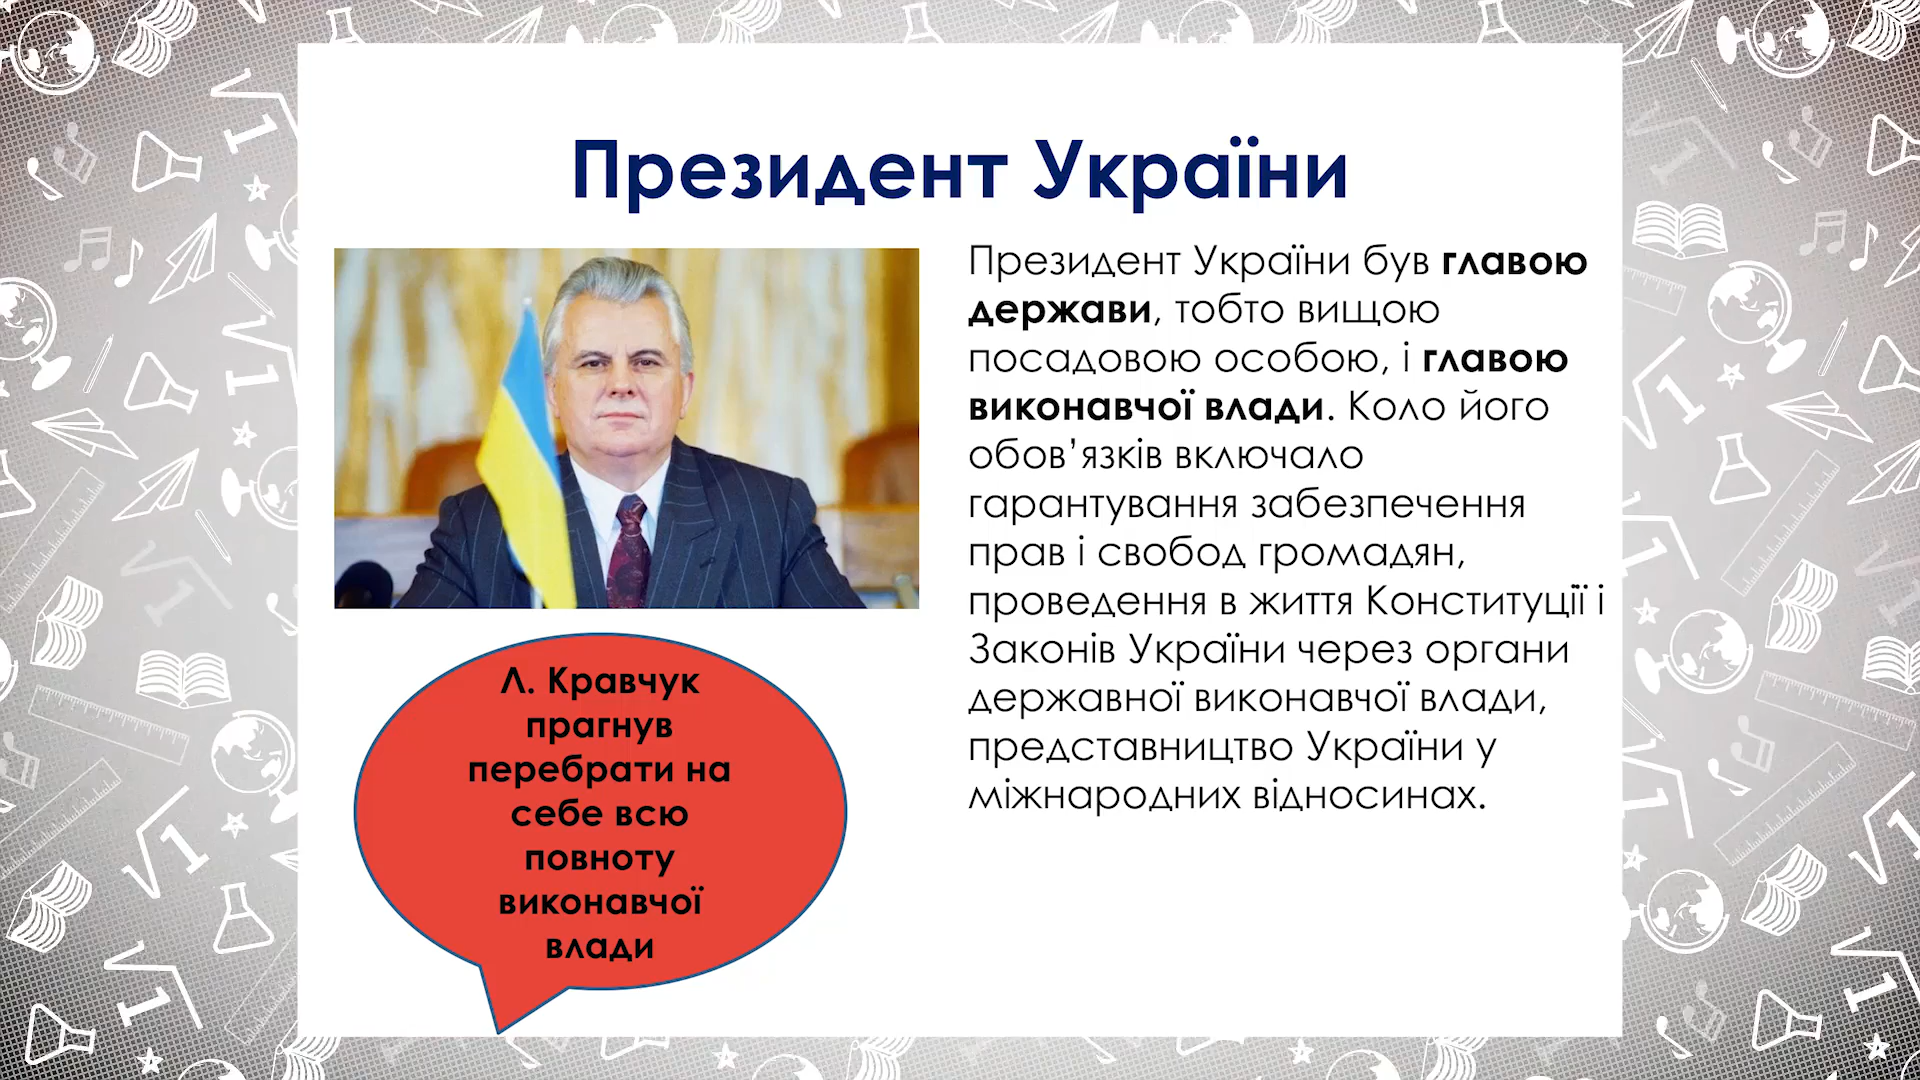 Президент України
Президент України був главою
держави, тобто вищою
посадовою особою, і главою
виконавчої влади. Коло його
обов’язків включало
гарантування забезпечення
прав і свобод громадян,
проведення в життя Конституції і
Законів України через органи
державної виконавчої влади,
представництво України у
міжнародних відносинах.
Л. Кравчук
прагнув
перебрати на
себе всю
повноту
виконавчої
влади